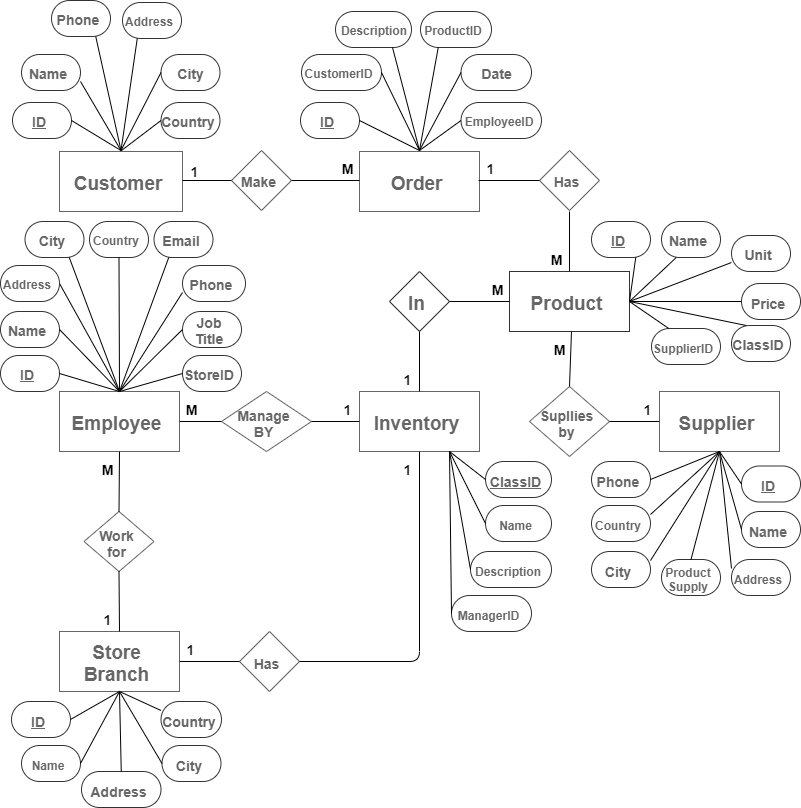 Phone
Address
Description
ProductID
Name
City
CustomerID
Date
ID
Country
ID
EmployeeID
Customer
1
Make
M
Order
1
Has
M
City
Country
Email
ID
Name
Unit
Address
Phone
In
M
Product
Price
Name
Job
Title
SupplierID
ClassID
M
ID
StoreID
1
Employee
M
Manage
BY
1
Inventory
Supllies
by
1
Supplier
M
1
ClassID
Phone
ID
Work
for
Name
Country
Name
Description
City
Product
Supply
Address
ManagerID
1
Store
Branch
1
Has
ID
Country
Name
City
Address